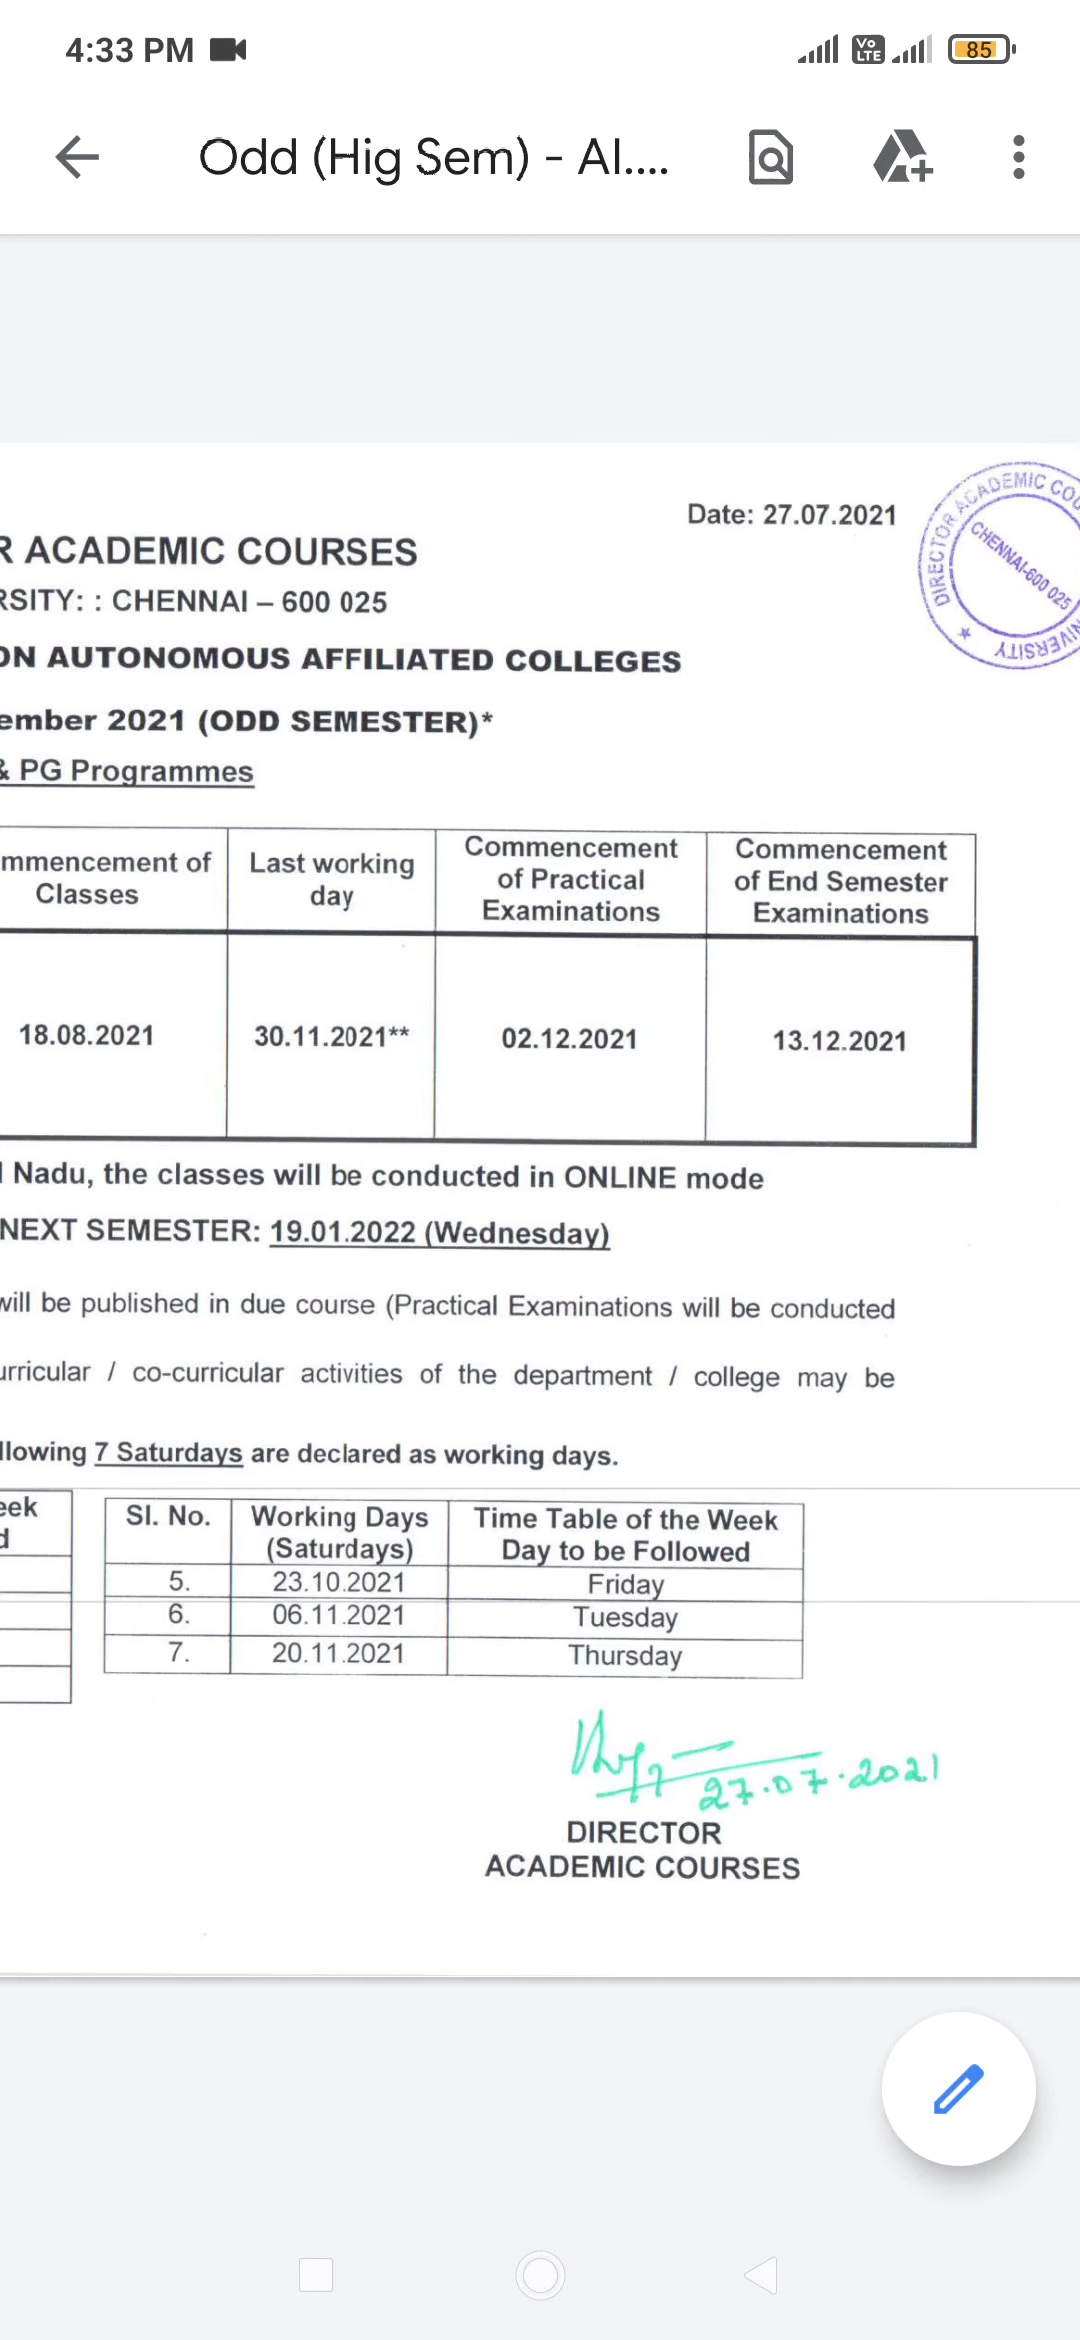 4:33 PM
Vo LTE
85
Odd (Hig Sem) - Al....
DIRECTOR ACADEMIC
CHENNAI-600 025
Date: 27.07.2021
R ACADEMIC COURSES
RSITY: : CHENNAI – 600 025
ON AUTONOMOUS AFFILIATED COLLEGES
ember 2021 (ODD SEMESTER)*
& PG Programmes
mmencement of Classes
Last working day
Commencement of Practical Examinations
Commencement of End Semester Examinations
18.08.2021 30.11.2021** 02.12.2021 13.12.2021
Nadu, the classes will be conducted in ONLINE mode
NEXT SEMESTER: 19.01.2022 (Wednesday)
will be published in due course (Practical Examinations will be conducted
urricular / co-curricular activities of the department / college may be
llowing 7 Saturdays are declared as working days.
eek
d
Sl. No. Working Days (Saturdays) Time Table of the Week Day to be Followed
5. 23.10.2021 Friday
6. 06.11.2021 Tuesday
7. 20.11.2021 Thursday
27.07.2021
DIRECTOR
ACADEMIC COURSES